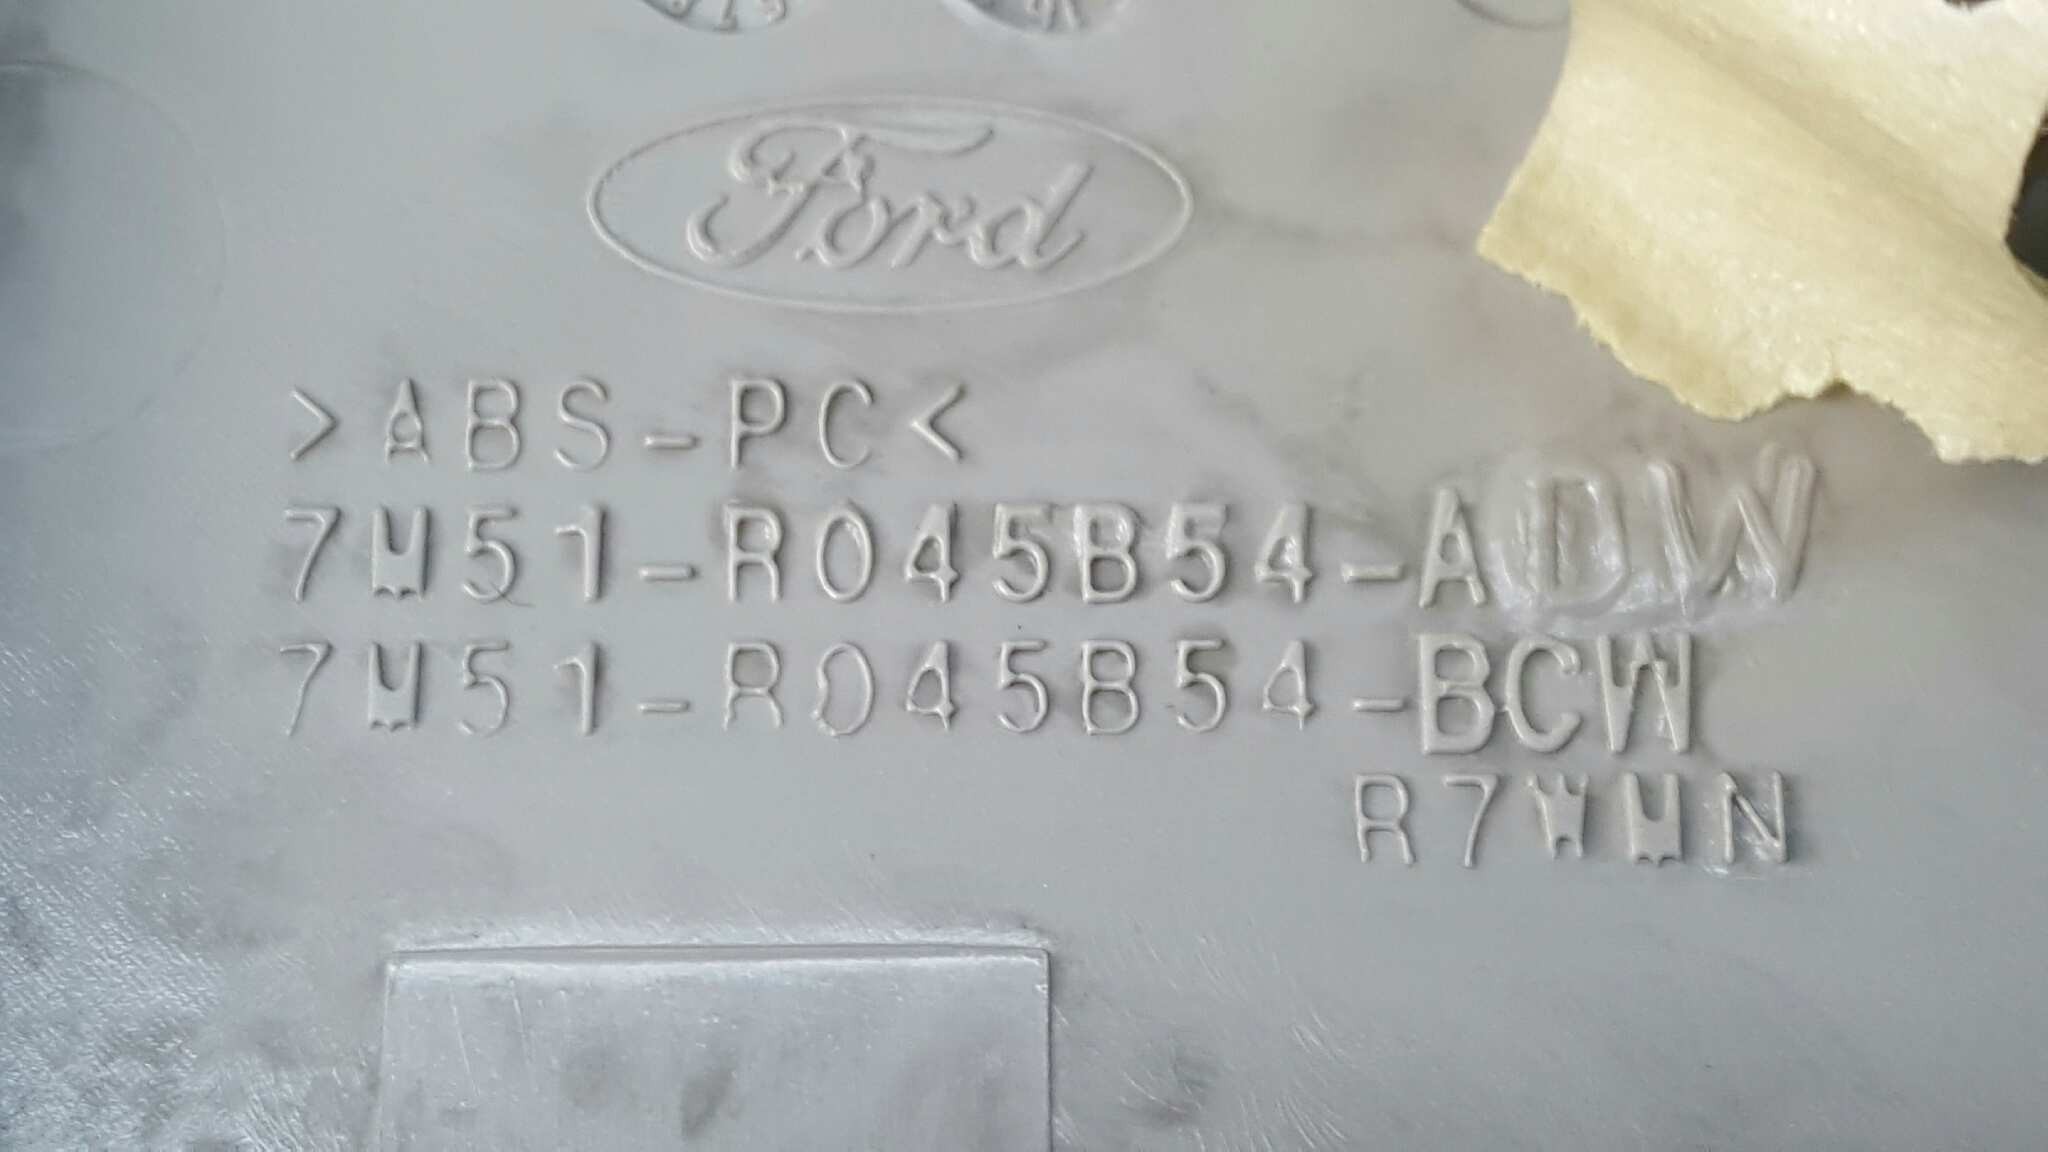 Ford
>ABS-PC<
7M51-R045B54-ADW
7M51-R045B54-BCW
R7WMN